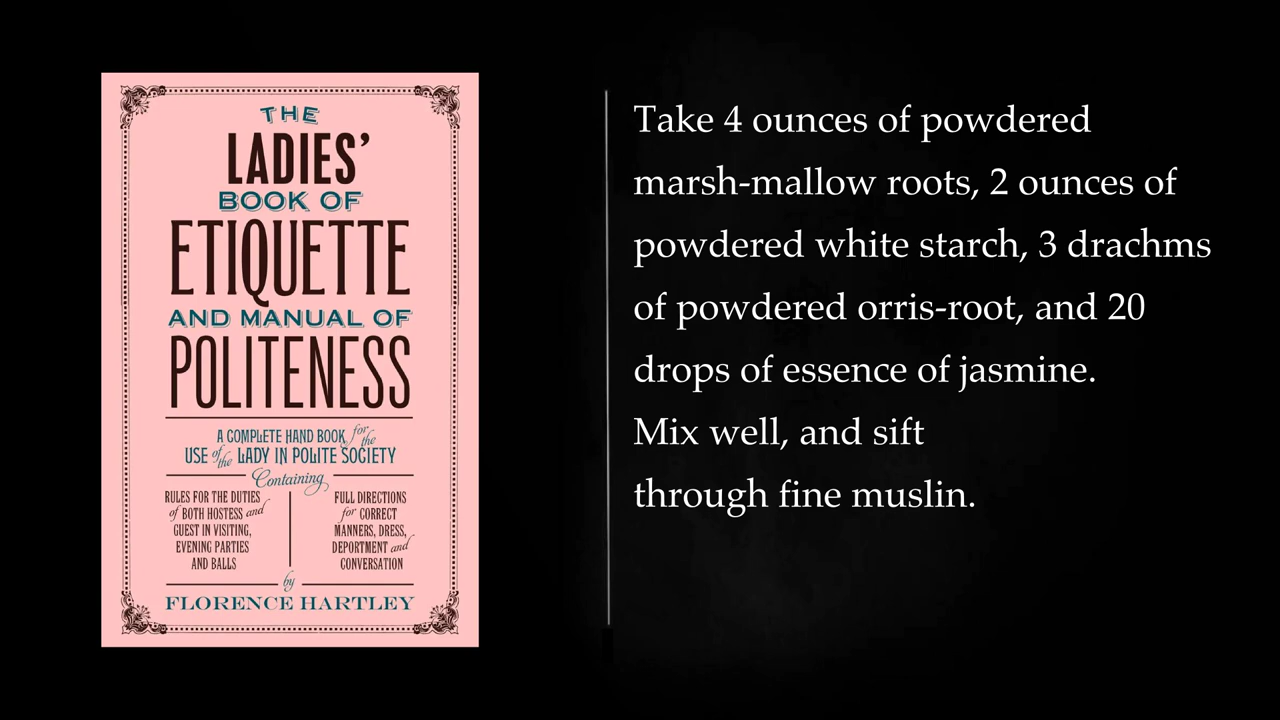 THE
LADIES'
BOOK OF
ETIQUETTE
AND MANUAL OF
POLITENESS
A COMPLETE HAND BOOK for the
USE of the LADY IN POLITE SOCIETY
Containing
RULES FOR THE DUTIES
of BOTH HOSTESS and
GUEST IN VISITING,
EVENING PARTIES
AND BALLS
FULL DIRECTIONS
for CORRECT
MANNERS, DRESS,
DEPORTMENT and
CONVERSATION
by
FLORENCE HARTLEY
Take 4 ounces of powdered
marsh-mallow roots, 2 ounces of
powdered white starch, 3 drachms
of powdered orris-root, and 20
drops of essence of jasmine.
Mix well, and sift
through fine muslin.